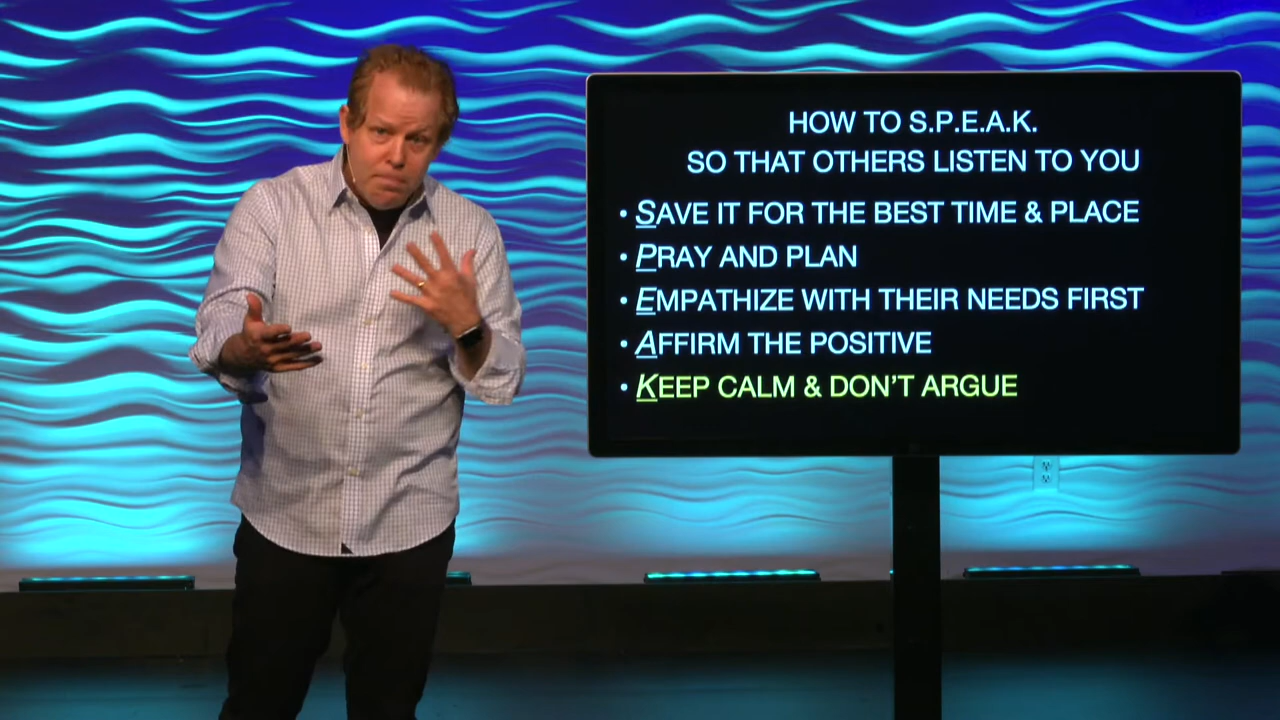 HOW TO S.P.E.A.K.
SO THAT OTHERS LISTEN TO YOU
• SAVE IT FOR THE BEST TIME & PLACE
• PRAY AND PLAN
• EMPATHIZE WITH THEIR NEEDS FIRST
• AFFIRM THE POSITIVE
• KEEP CALM & DON'T ARGUE